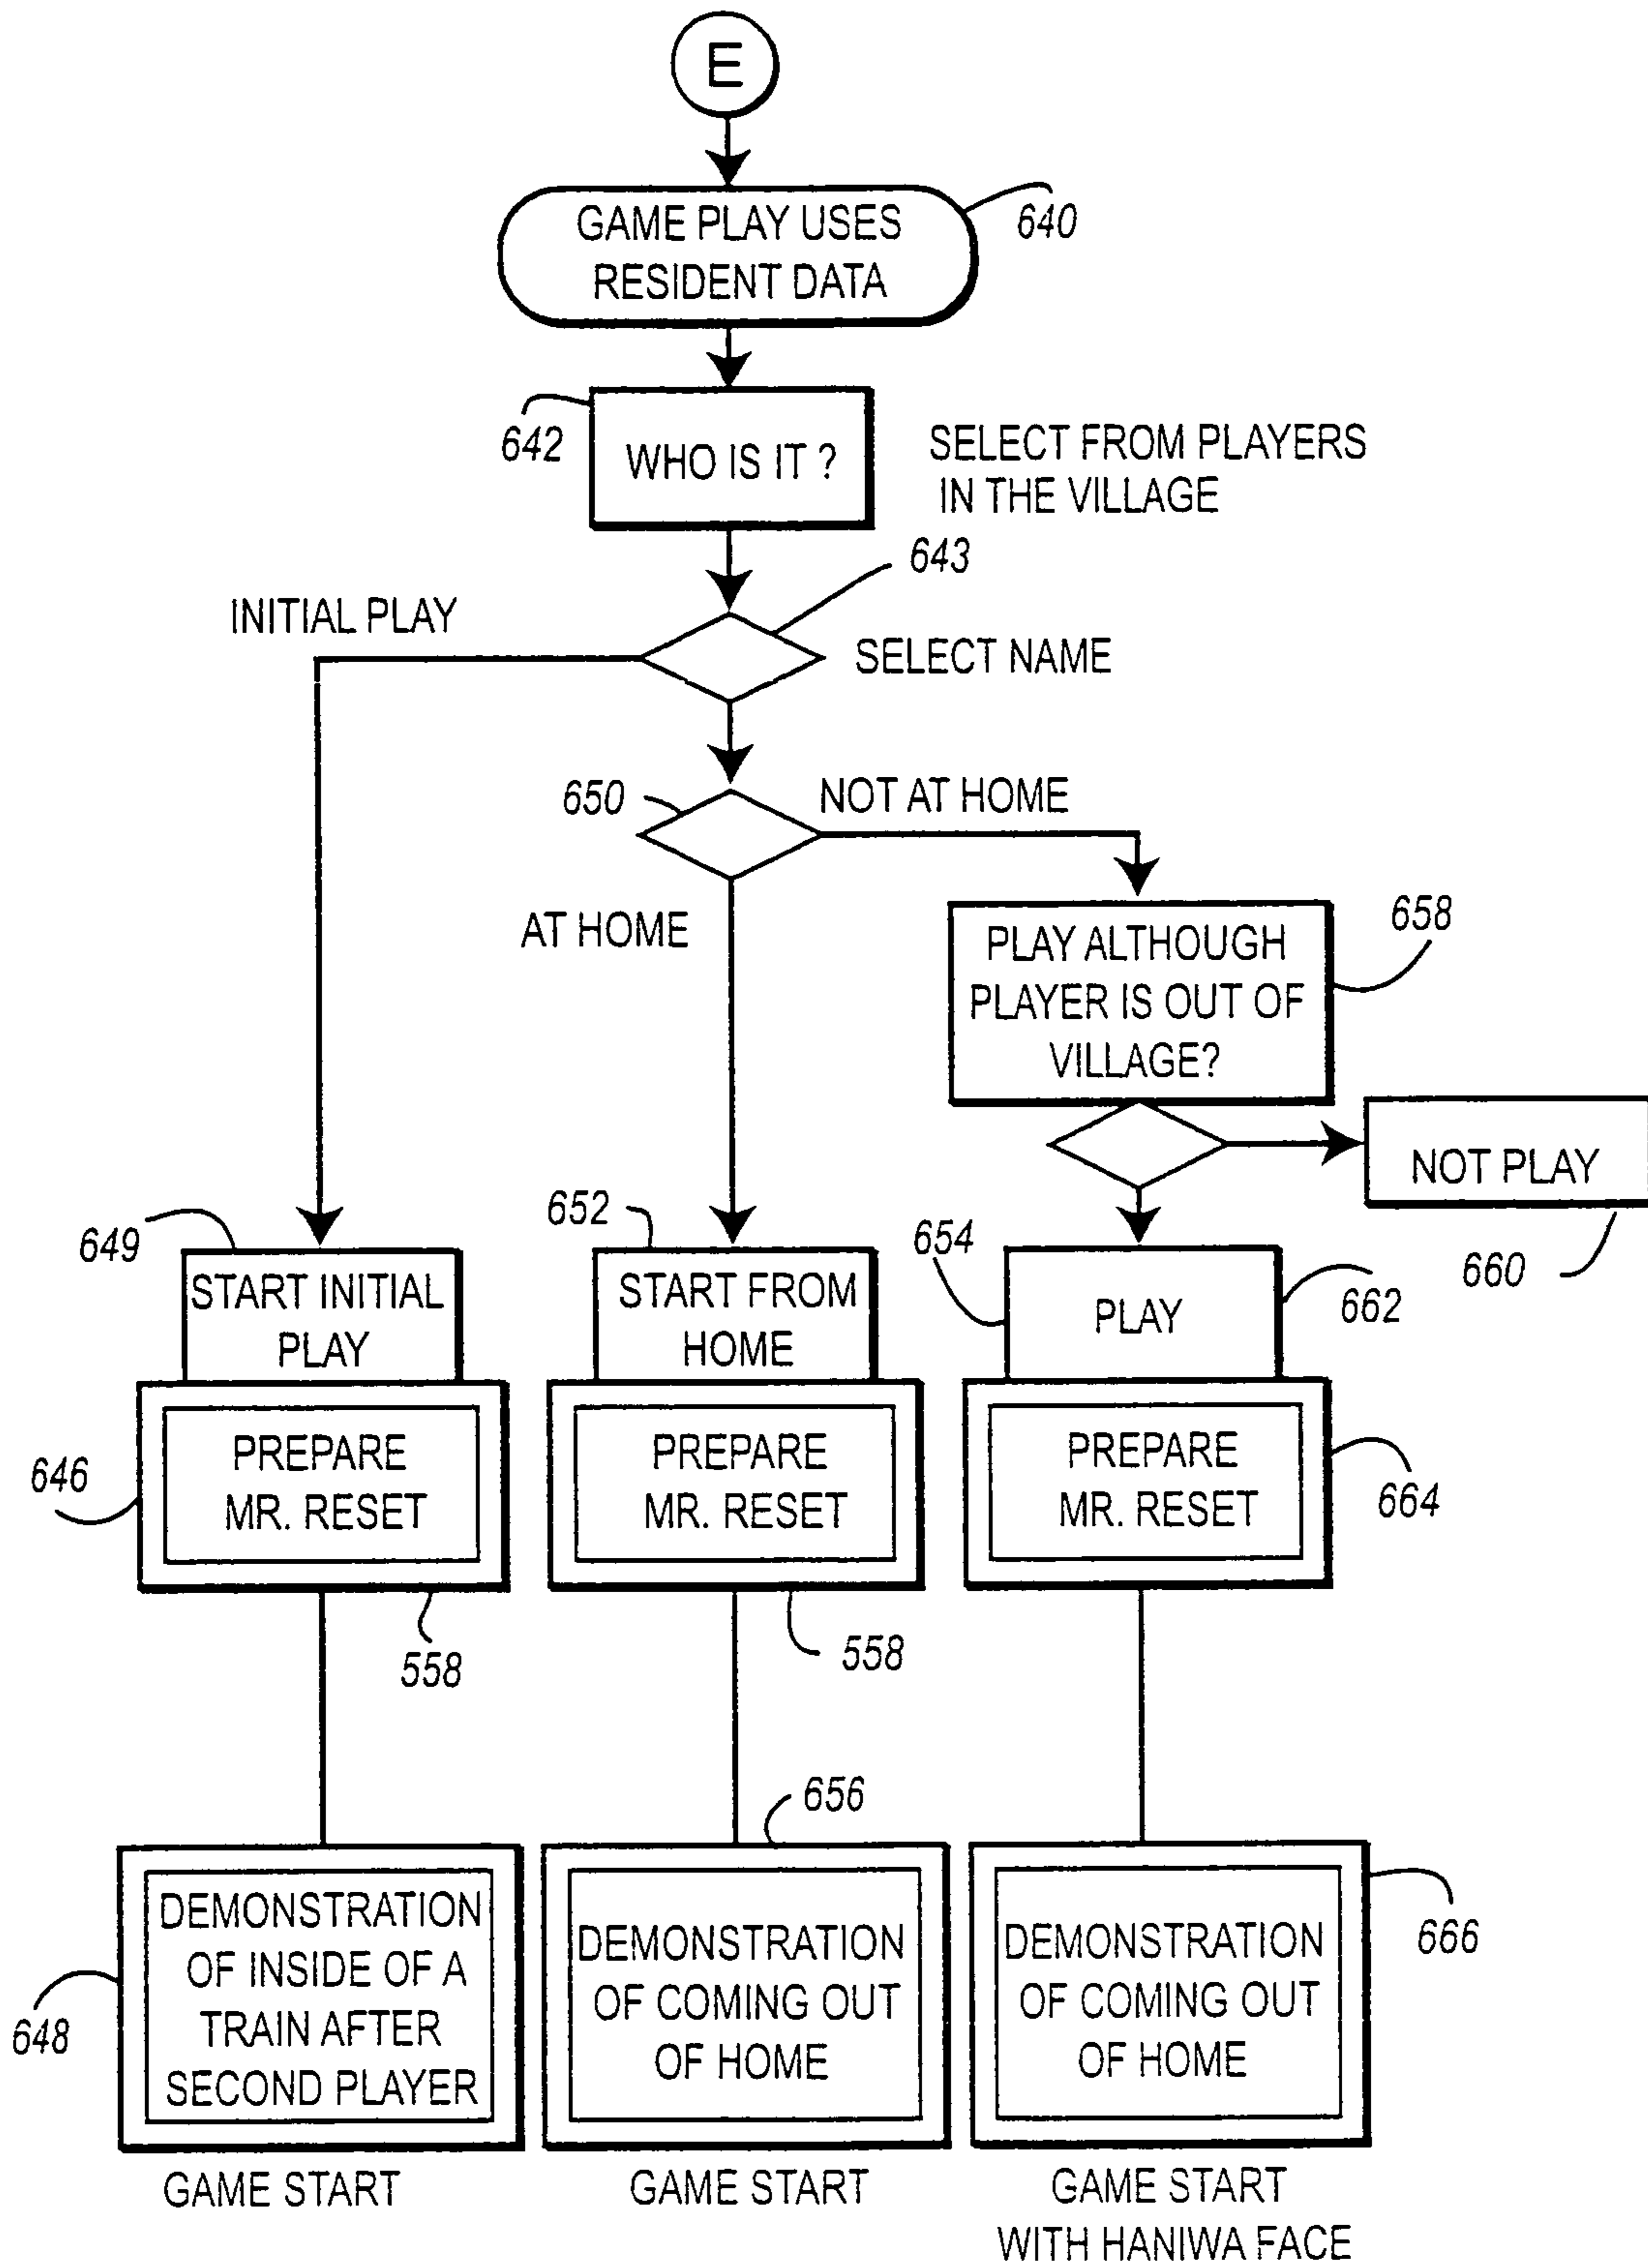 E
GAME PLAY USES
RESIDENT DATA
640
642
WHO IS IT ?
SELECT FROM PLAYERS
IN THE VILLAGE
643
INITIAL PLAY
SELECT NAME
650
NOT AT HOME
AT HOME
PLAY ALTHOUGH
PLAYER IS OUT OF
VILLAGE?
658
NOT PLAY
660
649
START INITIAL
PLAY
652
START FROM
HOME
654
PLAY
662
646
PREPARE
MR. RESET
558
PREPARE
MR. RESET
558
PREPARE
MR. RESET
664
656
648
DEMONSTRATION
OF INSIDE OF A
TRAIN AFTER
SECOND PLAYER
DEMONSTRATION
OF COMING OUT
OF HOME
DEMONSTRATION
OF COMING OUT
OF HOME
666
GAME START
GAME START
GAME START
WITH HANIWA FACE